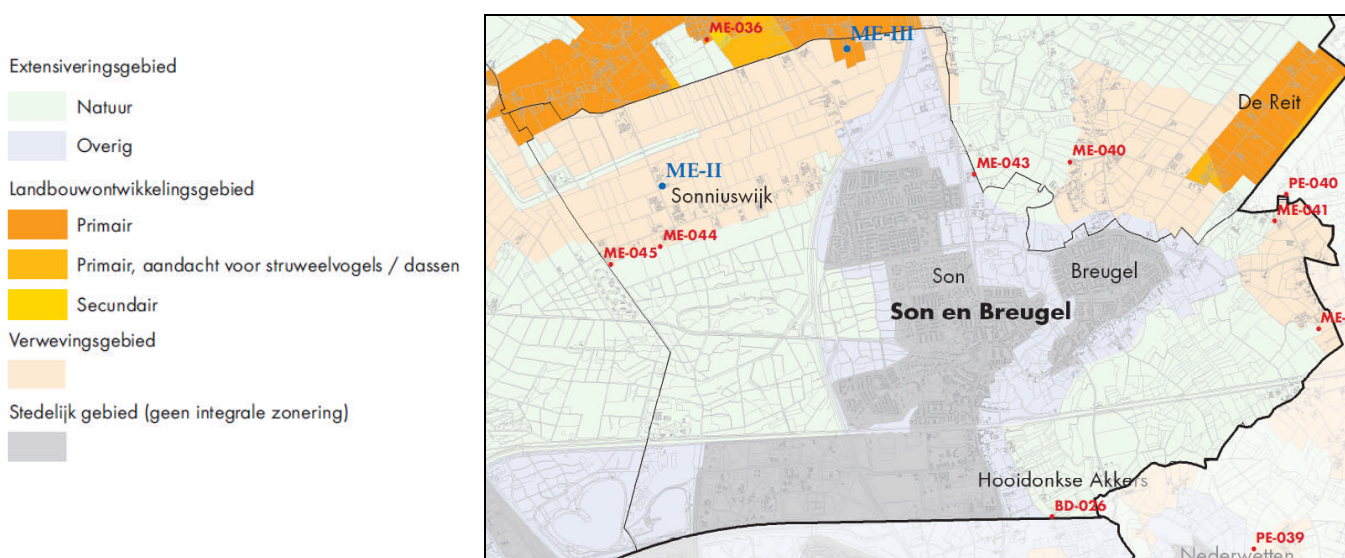 Extensiveringsgebied
Natuur
Overig
Landbouwontwikkelingsgebied
Primair
Primair, aandacht voor struweelvogels / dassen
Secundair
Verwevingsgebied
Stedelijk gebied (geen integrale zonering)
ME-036
ME-III
De Reit
ME-043
ME-040
ME-II
Sonniuswijk
PE-040
ME-041
ME-044
ME-045
Son
Breugel
Son en Breugel
ME-
Hooidonkse Akkers
BD-026
PE-039
Nederwetten